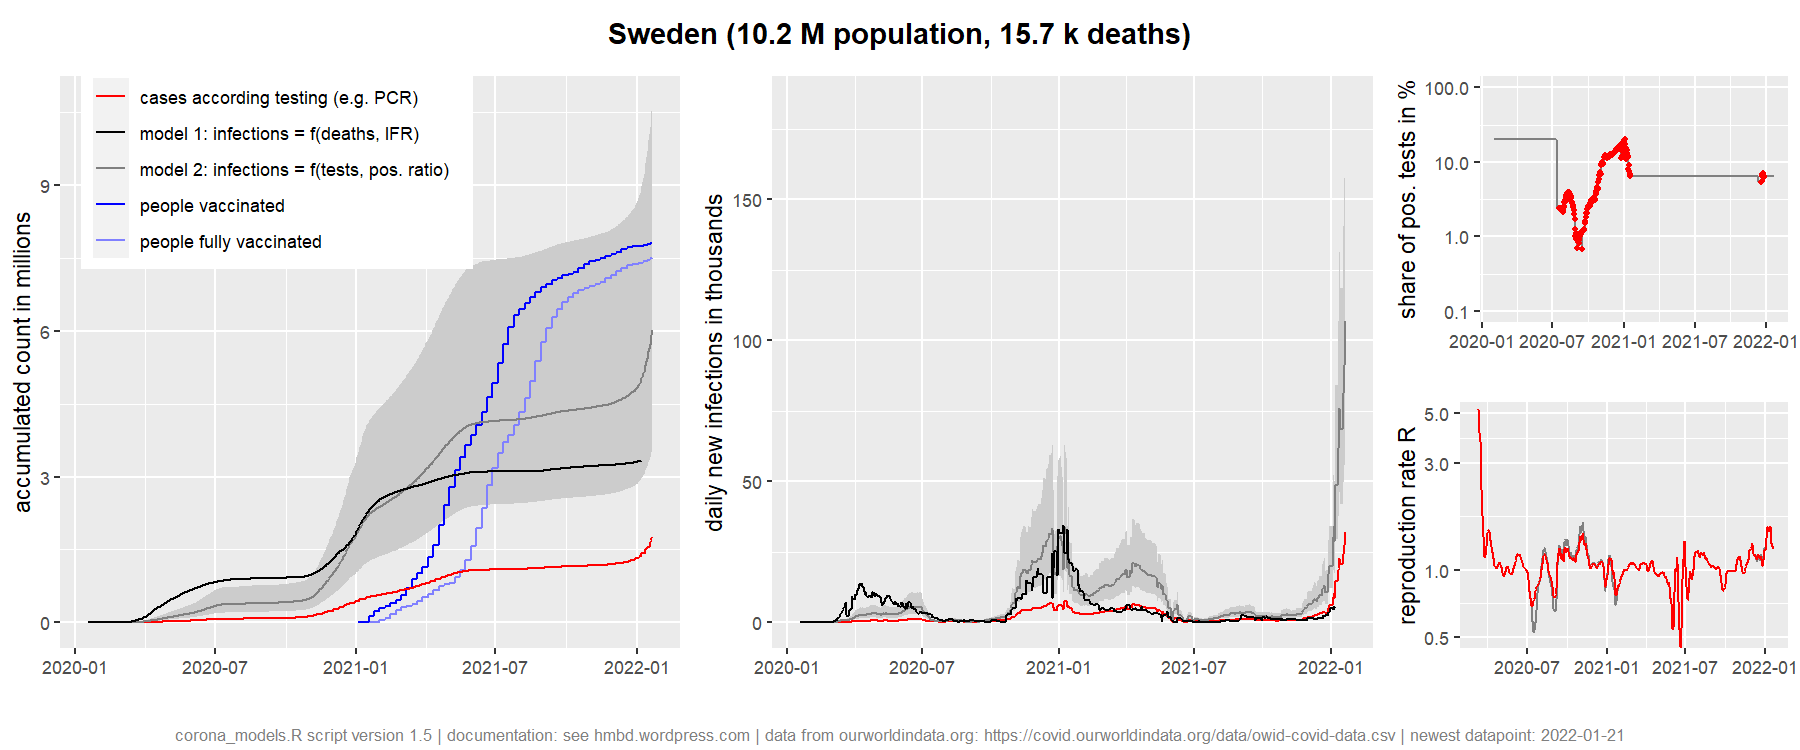 Sweden (10.2 M population, 15.7 k deaths)
accumulated count in millions
cases according testing (e.g. PCR)
model 1: infections = f(deaths, IFR)
model 2: infections = f(tests, pos. ratio)
people vaccinated
people fully vaccinated
9
6
3
0
2020-01 2020-07 2021-01 2021-07 2022-01
daily new infections in thousands
150
100
50
0
2020-01 2020-07 2021-01 2021-07 2022-01
share of pos. tests in %
100.0
10.0
1.0
0.1
2020-01 2020-07 2021-01 2021-07 2022-01
reproduction rate R
5.0
3.0
1.0
0.5
2020-07 2021-01 2021-07 2022-01
corona_models.R script version 1.5 | documentation: see hmbd.wordpress.com | data from ourworldindata.org: https://covid.ourworldindata.org/data/owid-covid-data.csv | newest datapoint: 2022-01-21